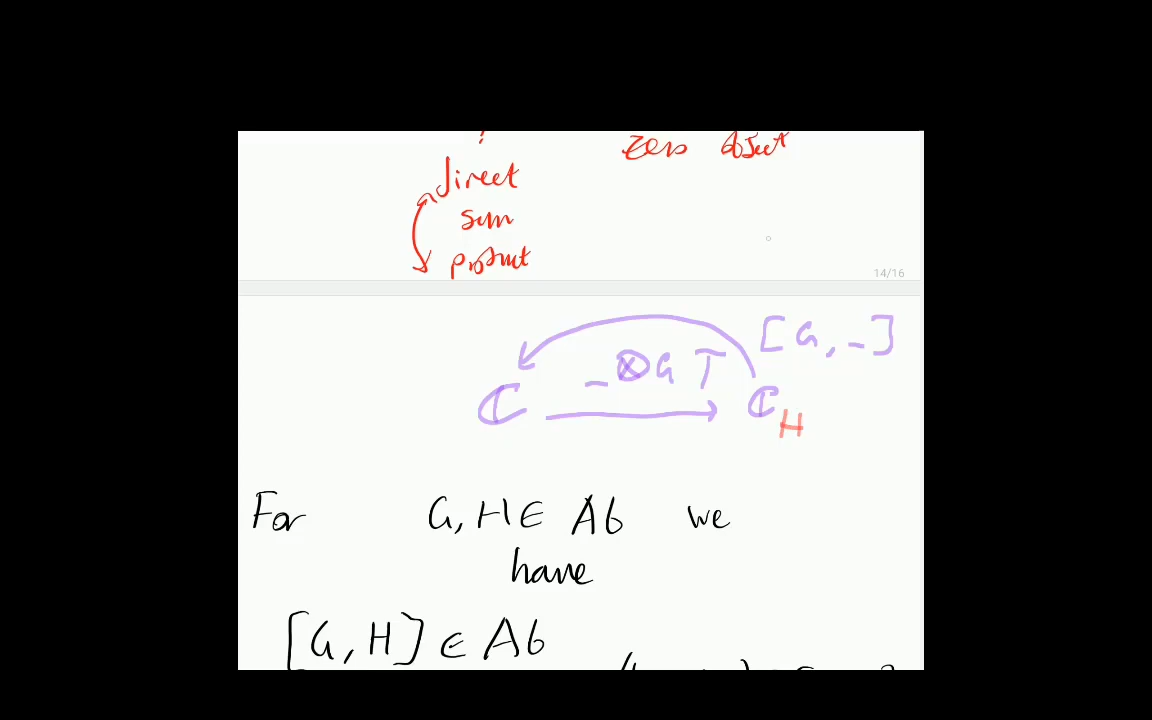 zero object
direct
sum
product
14/16
[G, -]
- ⊗ G ⊤
ℂ ℂ
H
For G, H ∈ Ab we
have
[G, H] ∈ Ab